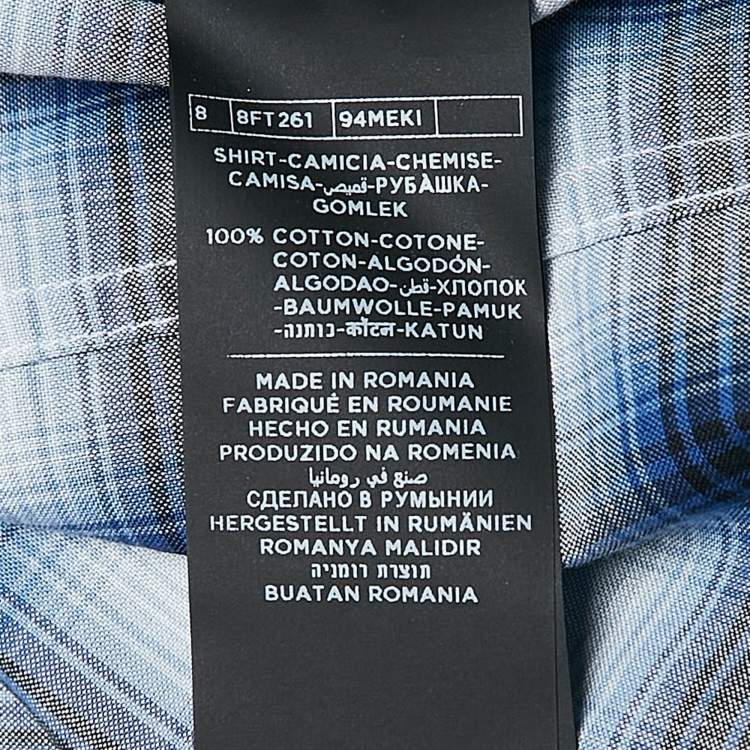 8 8FT261 94MEKI
SHIRT-CAMICIA-CHEMISE-
CAMISA-قميص-РУБÀШКА-
GOMLEK
100% COTTON-COTONE-
COTON-ALGODÓN-
ALGODAO-قطن-ХЛОПОК
-BAUMWOLLE-PAMUK
-כותנה-कॉटन-KATUN
MADE IN ROMANIA
FABRIQUÉ EN ROUMANIE
HECHO EN RUMANIA
PRODUZIDO NA ROMENIA
صنع في رومانيا
СДЕЛАНО В РУМЫНИИ
HERGESTELLT IN RUMÄNIEN
ROMANYA MALIDIR
תוצרת רומניה
BUATAN ROMANIA